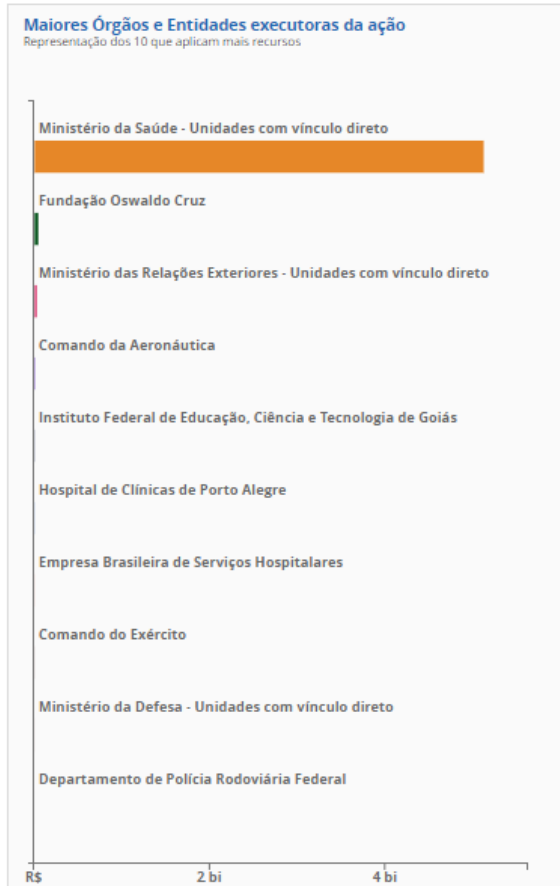 Maiores Órgãos e Entidades executoras da ação
Representação dos 10 que aplicam mais recursos
Ministério da Saúde - Unidades com vínculo direto
Fundação Oswaldo Cruz
Ministério das Relações Exteriores - Unidades com vínculo direto
Comando da Aeronáutica
Instituto Federal de Educação, Ciência e Tecnologia de Goiás
Hospital de Clínicas de Porto Alegre
Empresa Brasileira de Serviços Hospitalares
Comando do Exército
Ministério da Defesa - Unidades com vínculo direto
Departamento de Polícia Rodoviária Federal
R$ 2 bi 4 bi